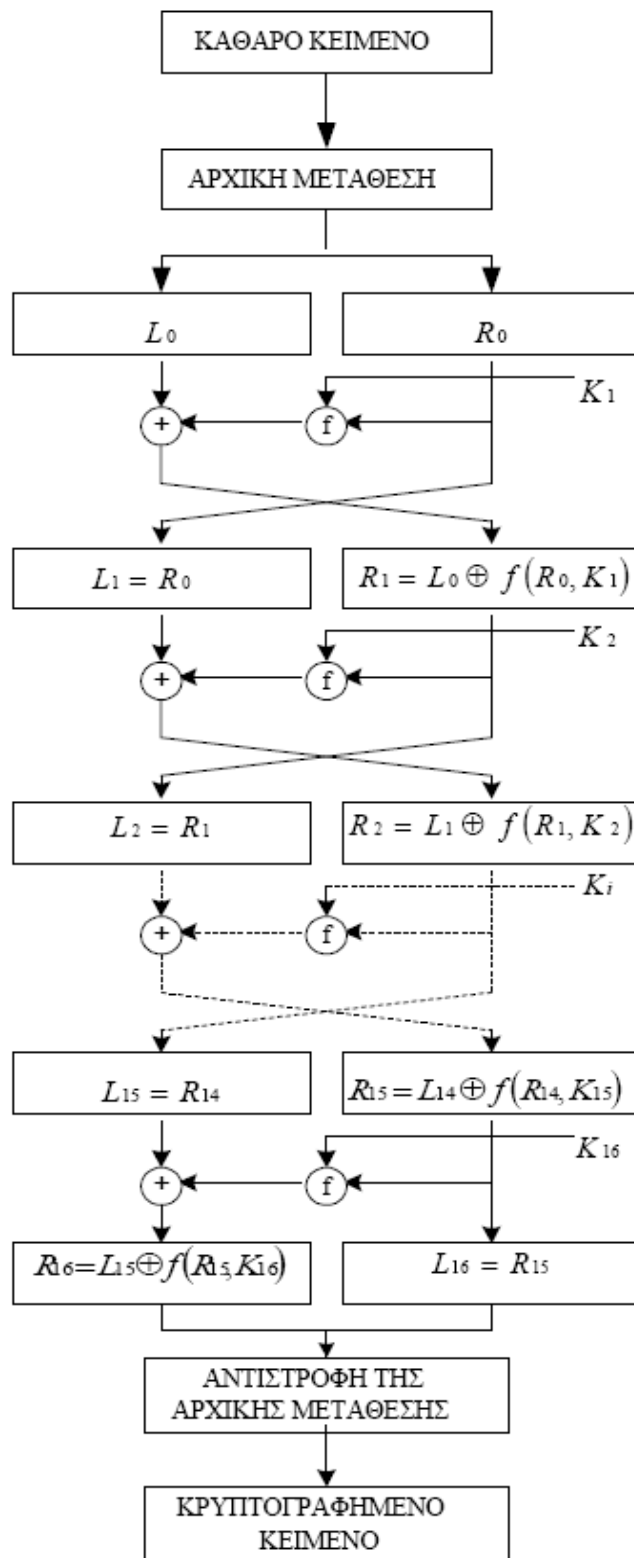 ΚΑΘΑΡΟ ΚΕΙΜΕΝΟ
ΑΡΧΙΚΗ ΜΕΤΑΘΕΣΗ
L₀
R₀
K₁
+
f
L₁ = R₀
R₁ = L₀ ⊕ f(R₀, K₁)
K₂
+
f
L₂ = R₁
R₂ = L₁ ⊕ f(R₁, K₂)
Kᵢ
+
f
L₁₅ = R₁₄
R₁₅ = L₁₄ ⊕ f(R₁₄, K₁₅)
K₁₆
+
f
R₁₆ = L₁₅ ⊕ f(R₁₅, K₁₆)
L₁₆ = R₁₅
ΑΝΤΙΣΤΡΟΦΗ ΤΗΣ
ΑΡΧΙΚΗΣ ΜΕΤΑΘΕΣΗΣ
ΚΡΥΠΤΟΓΡΑΦΗΜΕΝΟ
ΚΕΙΜΕΝΟ